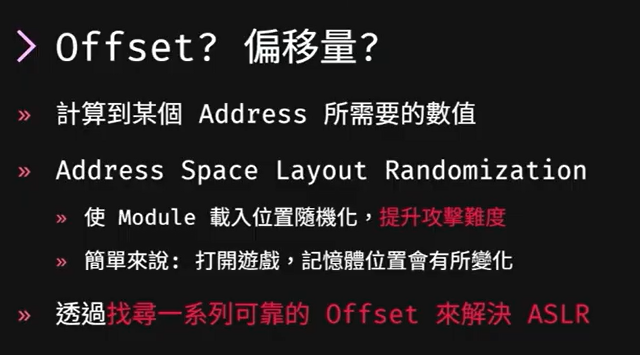 > Offset? 偏移量?
» 計算到某個 Address 所需要的數值
» Address Space Layout Randomization
» 使 Module 載入位置隨機化，提升攻擊難度
» 簡單來說: 打開遊戲，記憶體位置會有所變化
» 透過找尋一系列可靠的 Offset 來解決 ASLR